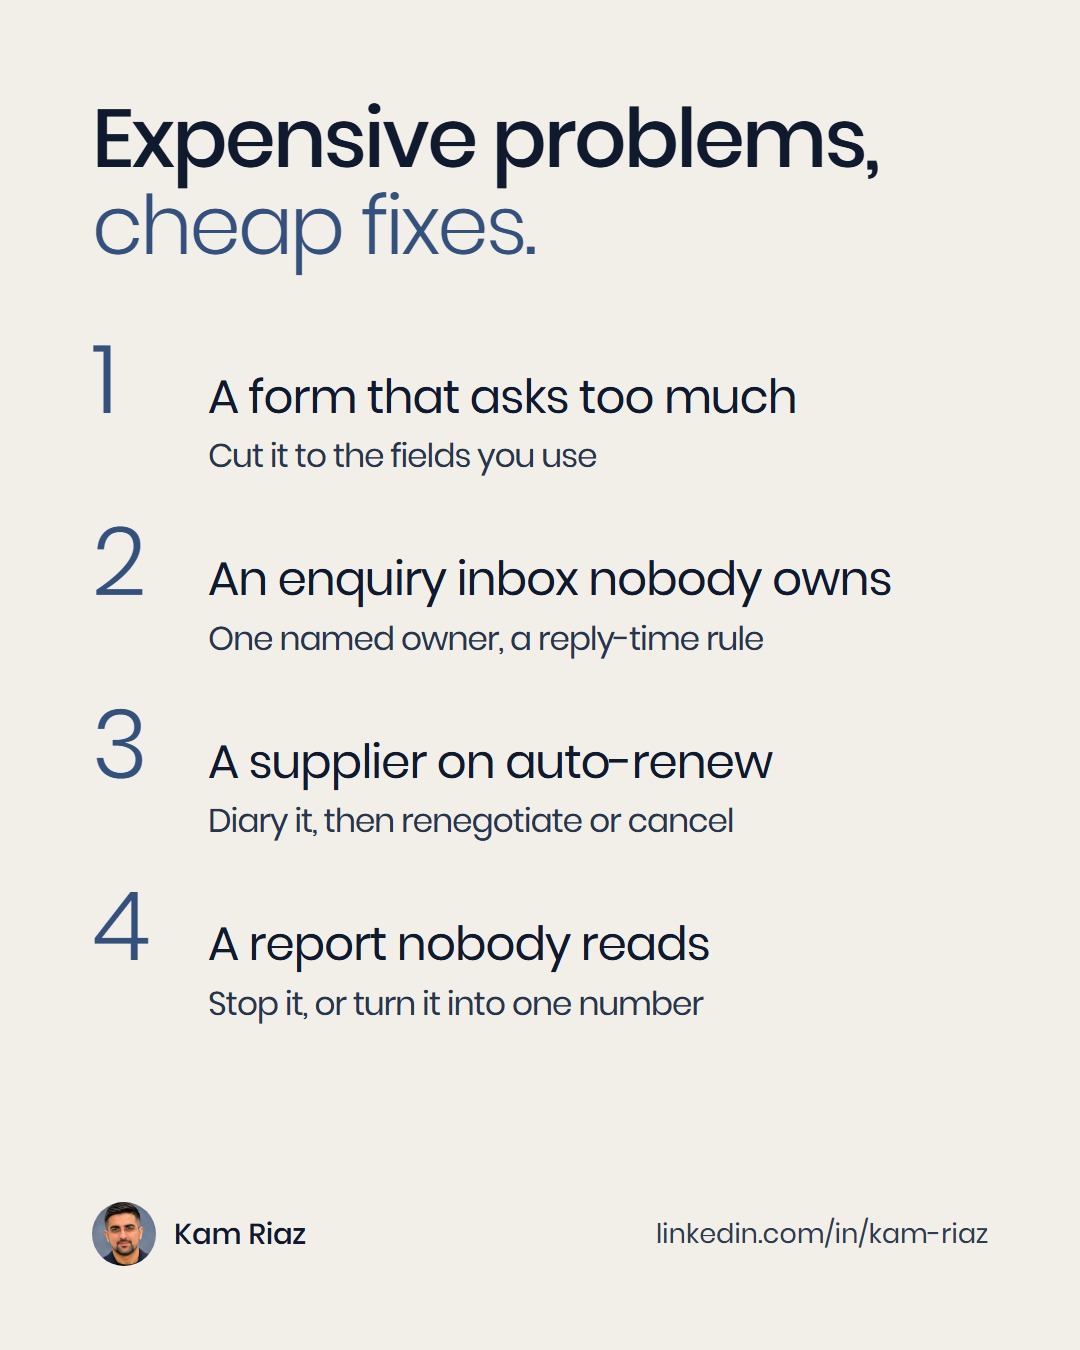 Expensive problems,
cheap fixes.
1
A form that asks too much
Cut it to the fields you use
2
An enquiry inbox nobody owns
One named owner, a reply-time rule
3
A supplier on auto-renew
Diary it, then renegotiate or cancel
4
A report nobody reads
Stop it, or turn it into one number
Kam Riaz
linkedin.com/in/kam-riaz